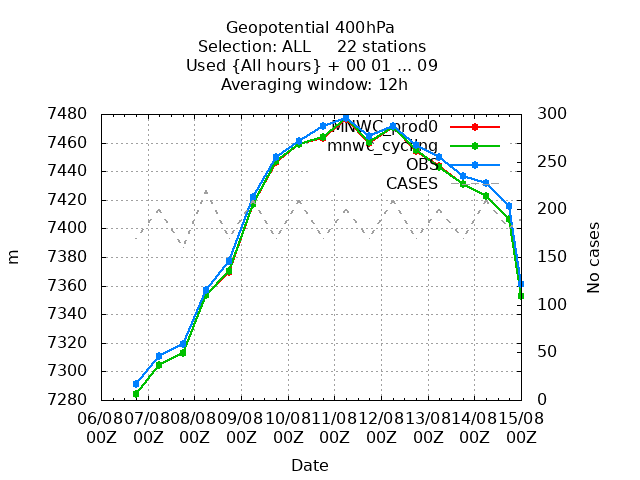 Geopotential 400hPa
Selection: ALL 22 stations
Used {All hours} + 00 01 ... 09
Averaging window: 12h
7480
7460
7440
7420
7400
7380
7360
7340
7320
7300
7280
300
250
200
150
100
50
0
MNWC_prod0
mnwc_cycling
OBS
CASES
m
No cases
06/08 07/08 08/08 09/08 10/08 11/08 12/08 13/08 14/08 15/08
00Z 00Z 00Z 00Z 00Z 00Z 00Z 00Z 00Z 00Z
Date